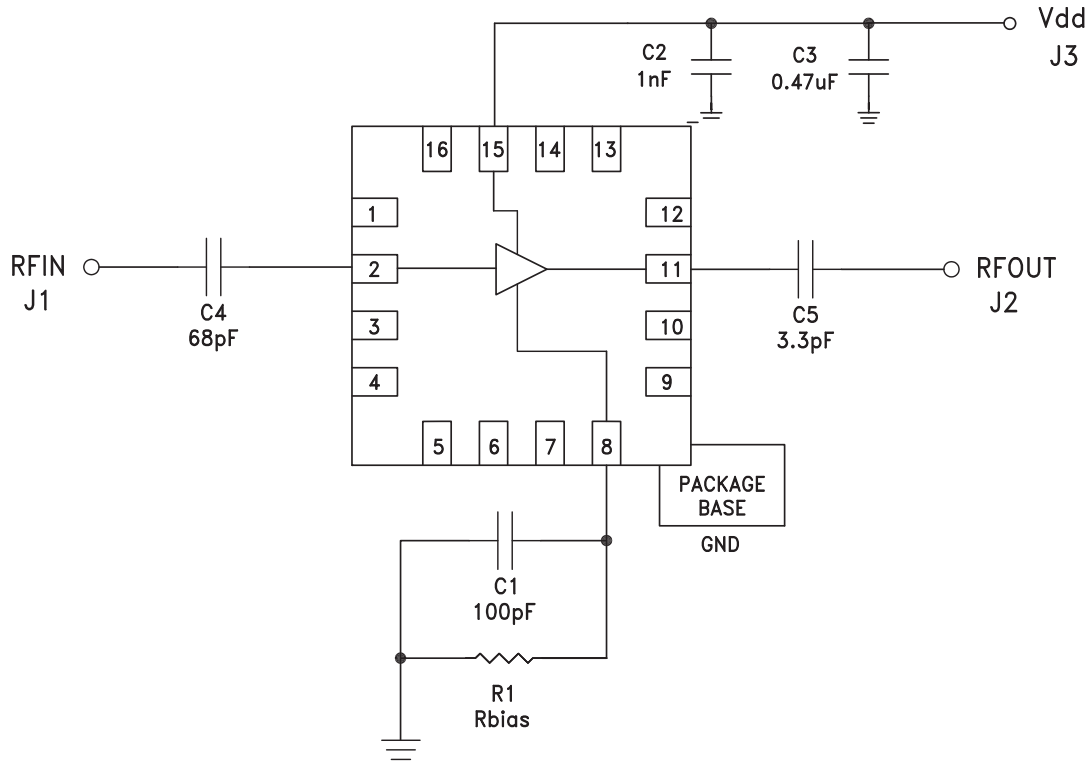 Vdd
J3
C2
1nF
C3
0.47uF
16
15
14
13
1
12
RFIN
J1
C4
68pF
2
11
C5
3.3pF
RFOUT
J2
3
10
4
9
5
6
7
8
PACKAGE
BASE
GND
C1
100pF
R1
Rbias